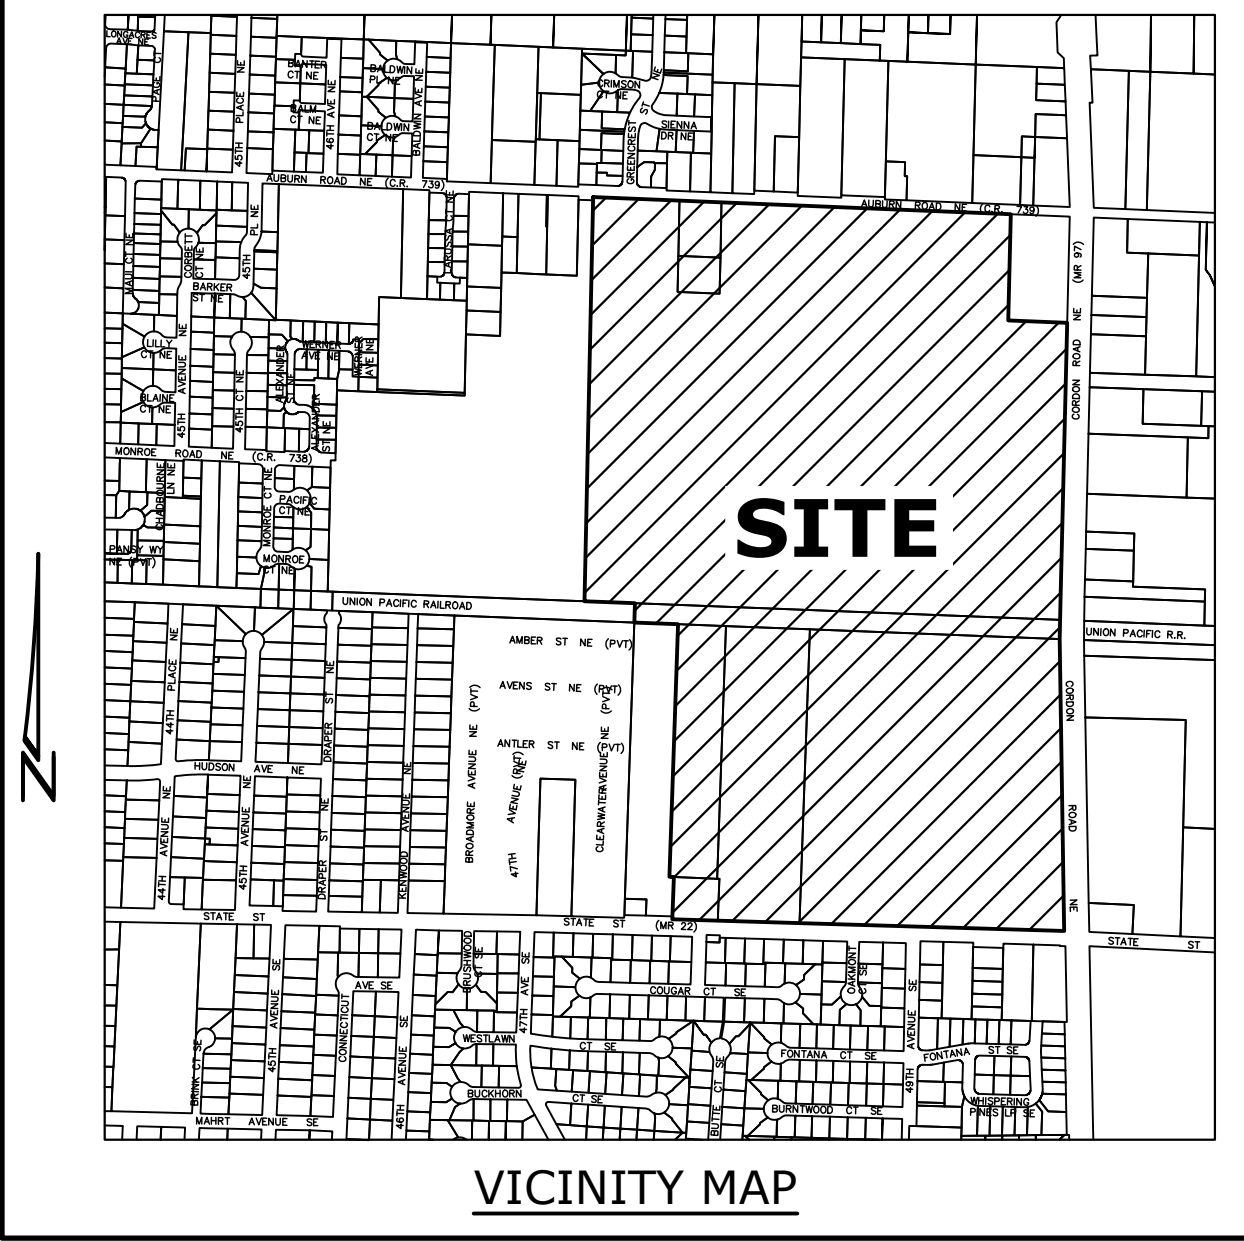 LONGACRES
AVE NE
PAGE CT
45TH PLACE NE
BANTER
CT NE
BALM
CT NE
46TH AVE NE
BALDWIN
PL NE
BALDWIN
CT NE
BALDWIN AVE NE
CRIMSON
CT NE
GREENCREST ST NE
SIENNA
DR NE
AUBURN ROAD NE (C.R. 739)
AUBURN ROAD NE (C.R. 739)
MAUI CT NE
CORBETT
CT NE
45TH PL NE
BARKER
ST NE
LAROSSA CT NE
CORDON ROAD NE (MR 97)
LILLY
CT NE
BLAINE
CT NE
45TH AVENUE NE
45TH CT NE
ALEXANDER
ST NE
WERNER
AVE NE
WERNER
AVE NE
ALEXANDER
ST NE
MONROE ROAD NE (C.R. 738)
CHADBOURNE
LN NE
MONROE CT NE
PACIFIC
CT NE
PANSY WY
NE (PVT)
MONROE
CT NE
SITE
UNION PACIFIC RAILROAD
UNION PACIFIC R.R.
44TH PLACE NE
DRAPER ST NE
AMBER ST NE (PVT)
AVENS ST NE (PVT)
ANTLER ST NE (PVT)
BROADMORE AVENUE NE (PVT)
47TH AVENUE NE (PVT)
CLEARWATER AVENUE NE (PVT)
CORDON ROAD NE
HUDSON AVE NE
44TH AVENUE NE
45TH AVENUE NE
DRAPER ST NE
KENWOOD AVENUE NE
STATE ST
STATE ST (MR 22)
STATE ST
BRINK CT SE
45TH AVENUE SE
CONNECTICUT
AVE SE
46TH AVENUE SE
BRUSHWOOD
CT SE
47TH AVE SE
COUGAR CT SE
OAKMONT
CT SE
49TH AVENUE SE
WESTLAWN CT SE
BUCKHORN CT SE
BUTTE CT SE
FONTANA CT SE
FONTANA ST SE
BURNTWOOD CT SE
WHISPERING
PINES LP SE
MAHRT AVENUE SE
N
VICINITY MAP